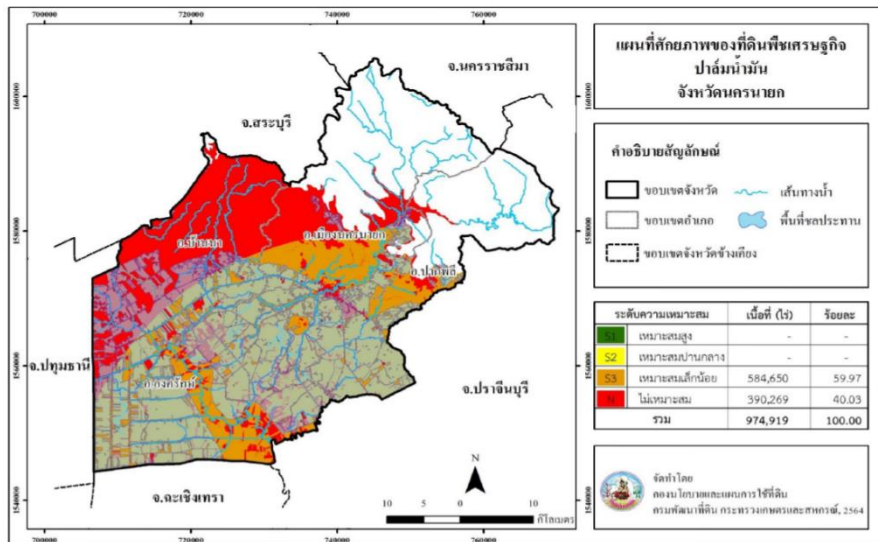 700000 720000 740000 760000
แผนที่ศักยภาพของที่ดินพืชเศรษฐกิจ
ปาล์มน้ำมัน
จังหวัดนครนายก
จ.นครราชสีมา
จ.สระบุรี
อ.บ้านนา
อ.เมืองนครนายก
อ.ปากพลี
จ.ปทุมธานี
อ.องครักษ์
จ.ปราจีนบุรี
จ.ฉะเชิงเทรา
1600000
1580000
1560000
1540000
1600000
1580000
1560000
1540000
N
10 5 0 10
กิโลเมตร
700000 720000 740000 760000
คำอธิบายสัญลักษณ์
ขอบเขตจังหวัด เส้นทางน้ำ
ขอบเขตอำเภอ พื้นที่ชลประทาน
ขอบเขตจังหวัดข้างเคียง
ระดับความเหมาะสม เนื้อที่ (ไร่) ร้อยละ
S1 เหมาะสมสูง - -
S2 เหมาะสมปานกลาง - -
S3 เหมาะสมเล็กน้อย 584,650 59.97
N ไม่เหมาะสม 390,269 40.03
รวม 974,919 100.00
จัดทำโดย
กองนโยบายและแผนการใช้ที่ดิน
กรมพัฒนาที่ดิน กระทรวงเกษตรและสหกรณ์, 2564